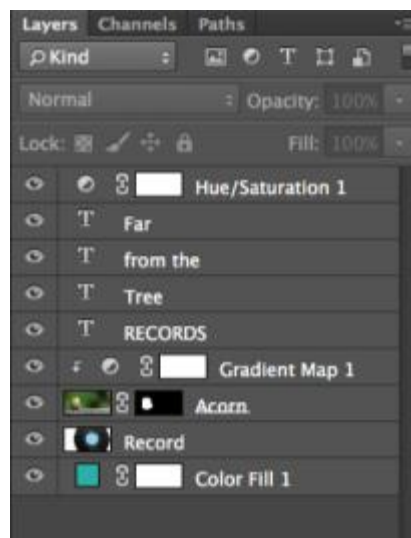 Layers Channels Paths
Kind
Normal Opacity: 100%
Lock: Fill: 100%
Hue/Saturation 1
T Far
T from the
T Tree
T RECORDS
Gradient Map 1
Acorn
Record
Color Fill 1